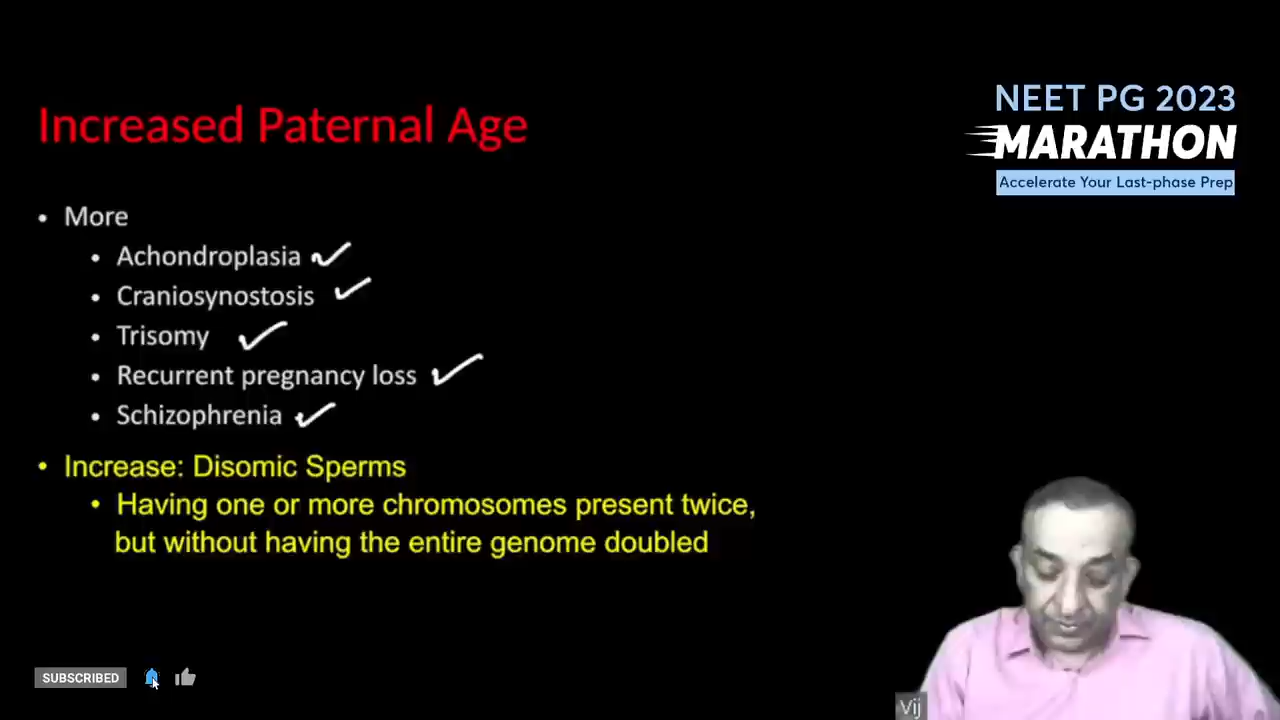 Increased Paternal Age
NEET PG 2023
MARATHON
Accelerate Your Last-phase Prep
• More
• Achondroplasia
• Craniosynostosis
• Trisomy
• Recurrent pregnancy loss
• Schizophrenia
• Increase: Disomic Sperms
• Having one or more chromosomes present twice,
but without having the entire genome doubled
SUBSCRIBED
Vij